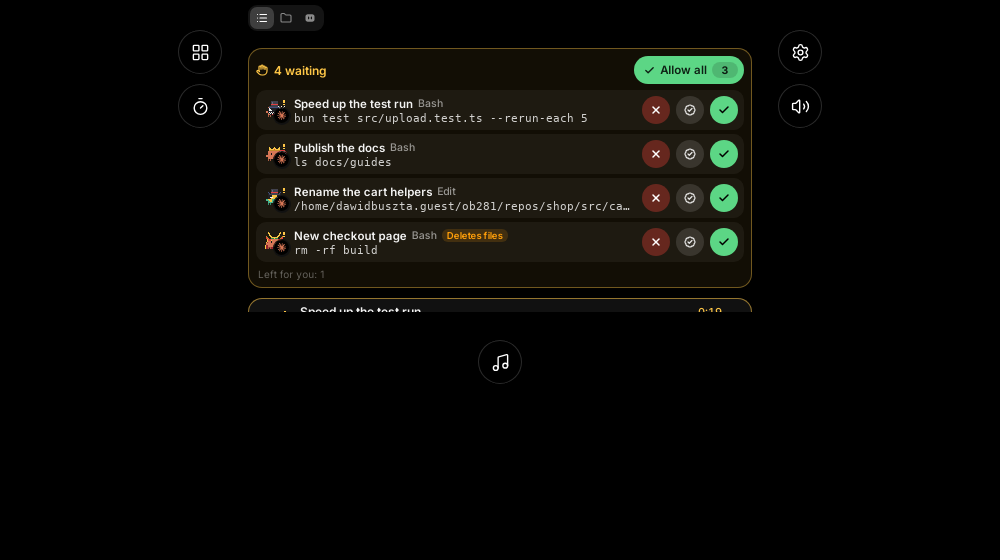 4 waiting
Allow all 3
Speed up the test run Bash
bun test src/upload.test.ts --rerun-each 5
Publish the docs Bash
ls docs/guides
Rename the cart helpers Edit
/home/dawidbuszta.guest/ob281/repos/shop/src/ca…
New checkout page Bash Deletes files
rm -rf build
Left for you: 1
Speed up the test run 0:19